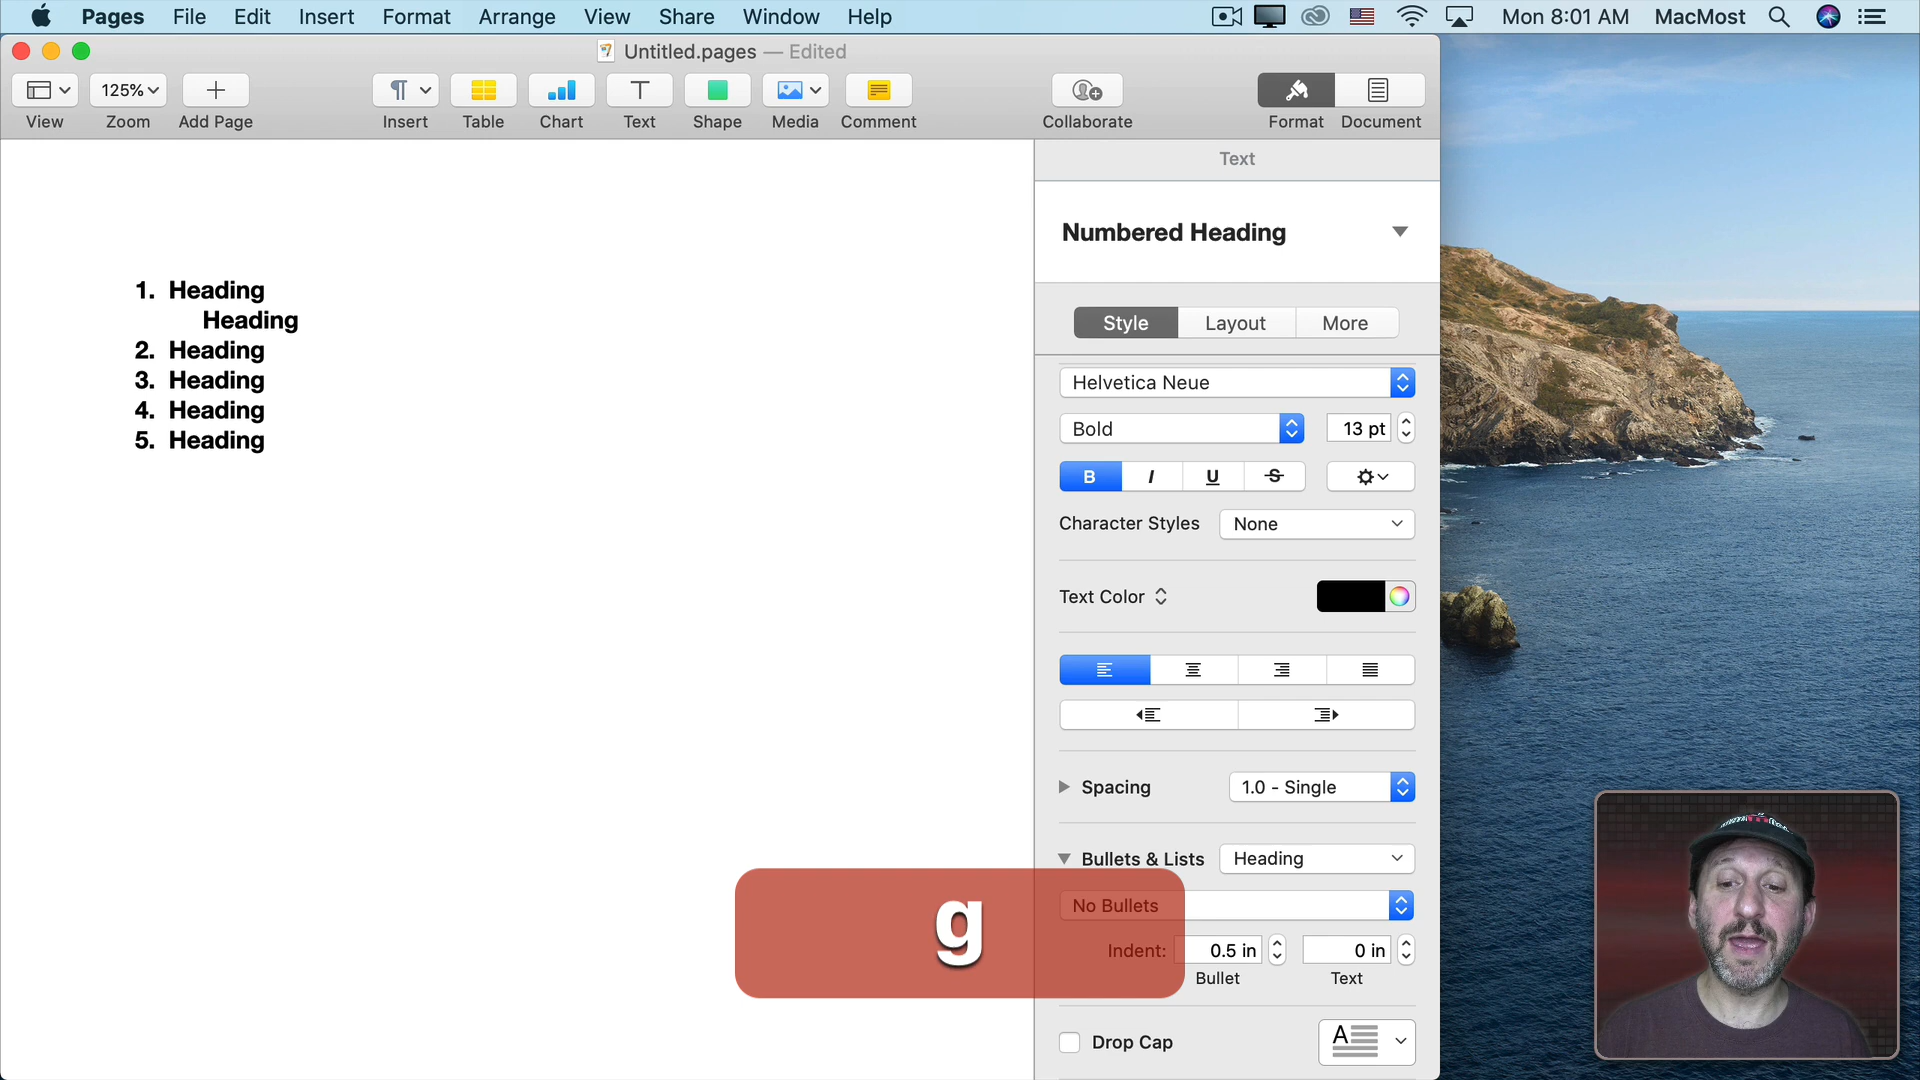 Pages File Edit Insert Format Arrange View Share Window Help Mon 8:01 AM MacMost
Untitled.pages — Edited
125%
View Zoom Add Page Insert Table Chart Text Shape Media Comment Collaborate Format Document
Text
Numbered Heading
Style Layout More
1. Heading
Heading
2. Heading
3. Heading
4. Heading
5. Heading
Helvetica Neue
Bold 13 pt
B I U S
Character Styles None
Text Color
Spacing 1.0 - Single
Bullets & Lists Heading
No Bullets
g
Indent: 0.5 in 0 in
Bullet Text
Drop Cap A